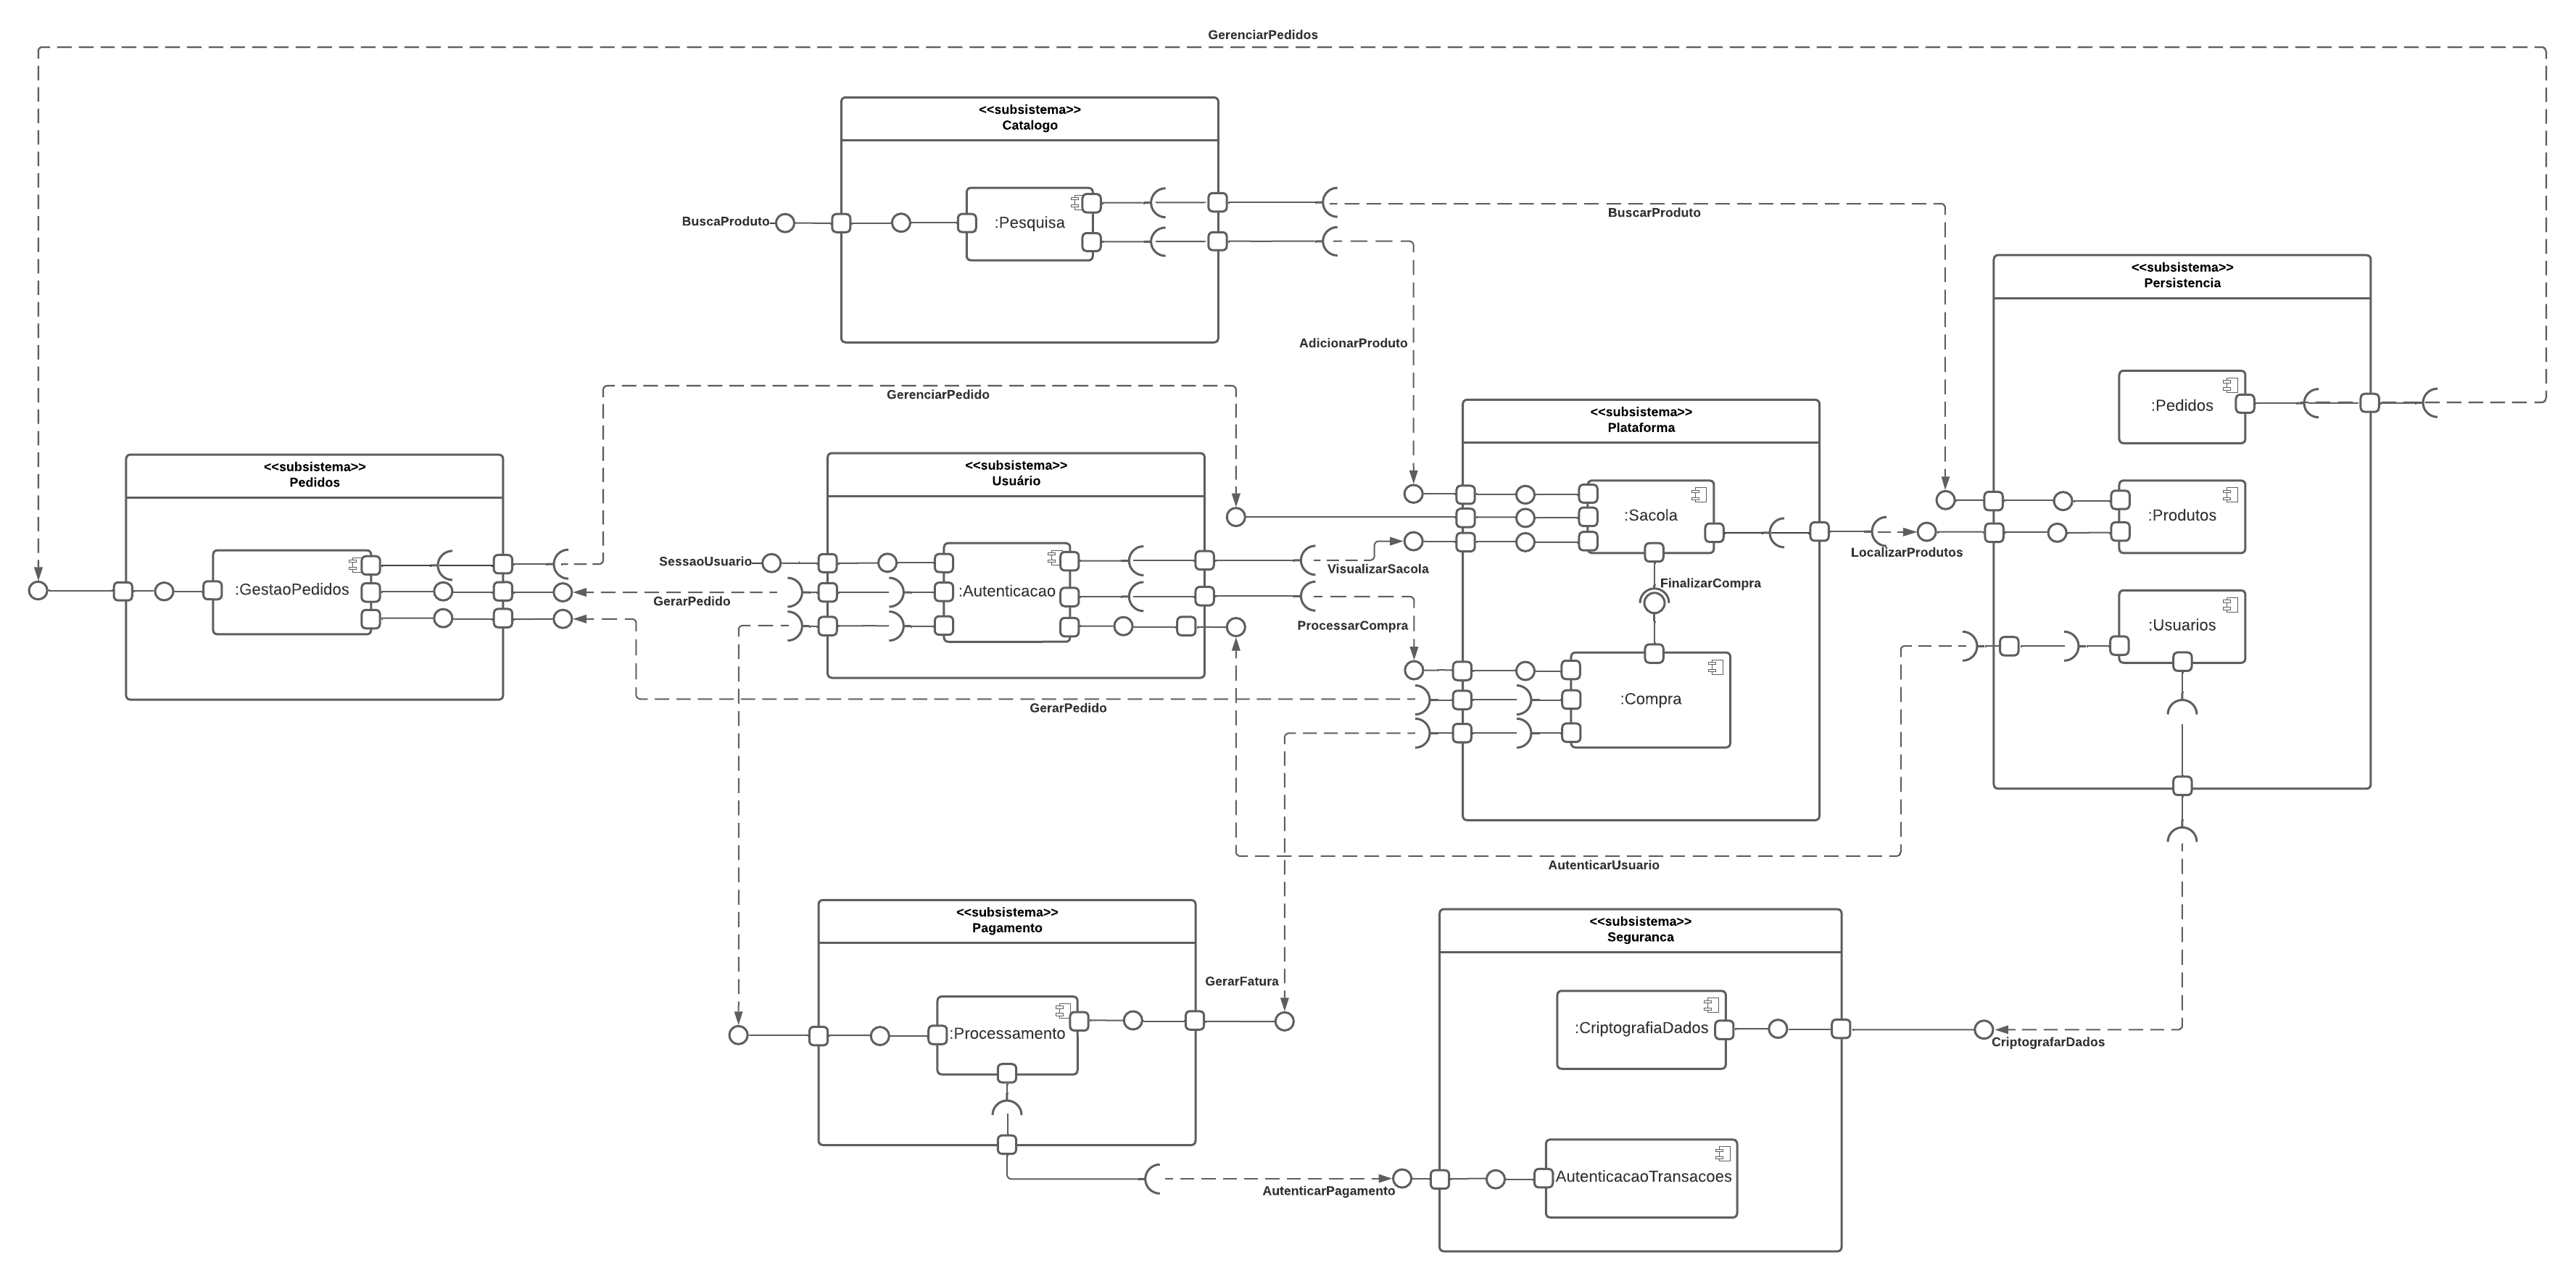 GerenciarPedidos
<<subsistema>>
Catalogo
BuscaProduto
:Pesquisa
BuscarProduto
<<subsistema>>
Persistencia
AdicionarProduto
:Pedidos
GerenciarPedido
<<subsistema>>
Plataforma
<<subsistema>>
Pedidos
<<subsistema>>
Usuário
:Sacola
:Produtos
LocalizarProdutos
SessaoUsuario
VisualizarSacola
:GestaoPedidos
:Autenticacao
FinalizarCompra
GerarPedido
ProcessarCompra
:Usuarios
:Compra
GerarPedido
AutenticarUsuario
<<subsistema>>
Pagamento
<<subsistema>>
Seguranca
GerarFatura
:Processamento
:CriptografiaDados
CriptografarDados
AutenticacaoTransacoes
AutenticarPagamento